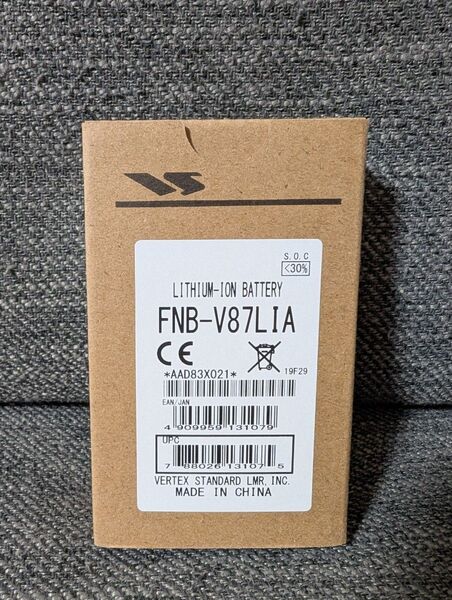 VS
S.O.C
<30%
LITHIUM-ION BATTERY
FNB-V87LIA
CE
*AAD83X021* 19F29
EAN/JAN
4 909959 131079
UPC
7 88026 13107 5
VERTEX STANDARD LMR, INC.
MADE IN CHINA